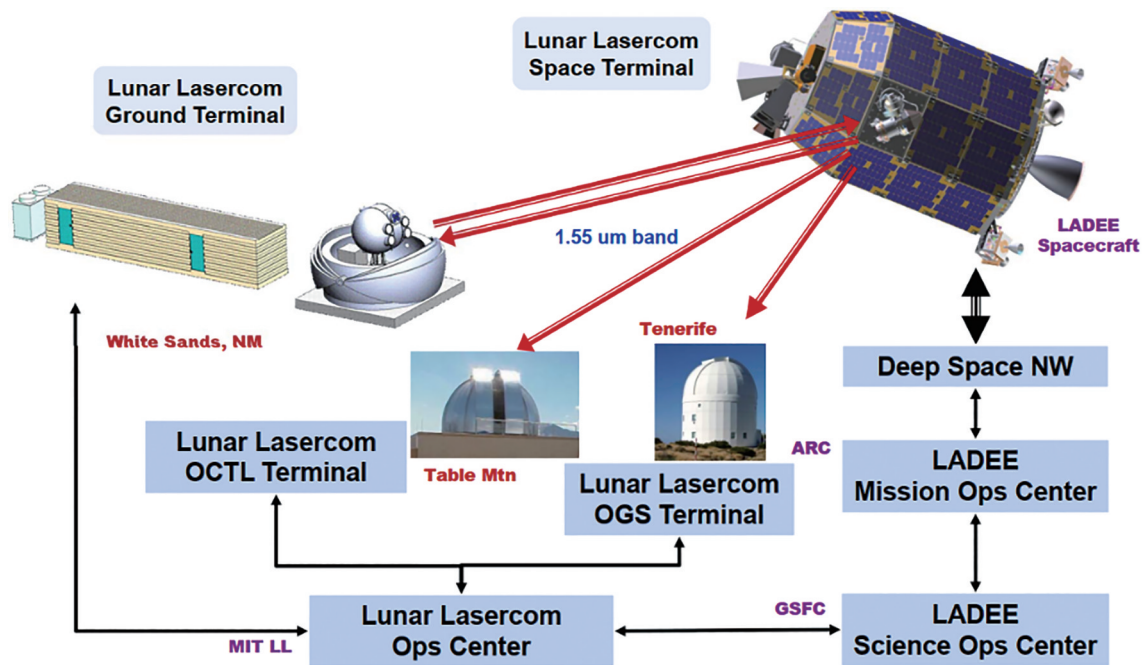 Lunar Lasercom
Space Terminal
Lunar Lasercom
Ground Terminal
1.55 um band
LADEE
Spacecraft
White Sands, NM
Tenerife
Deep Space NW
Lunar Lasercom
OCTL Terminal
Table Mtn
ARC
LADEE
Mission Ops Center
Lunar Lasercom
OGS Terminal
Lunar Lasercom
Ops Center
MIT LL
GSFC
LADEE
Science Ops Center